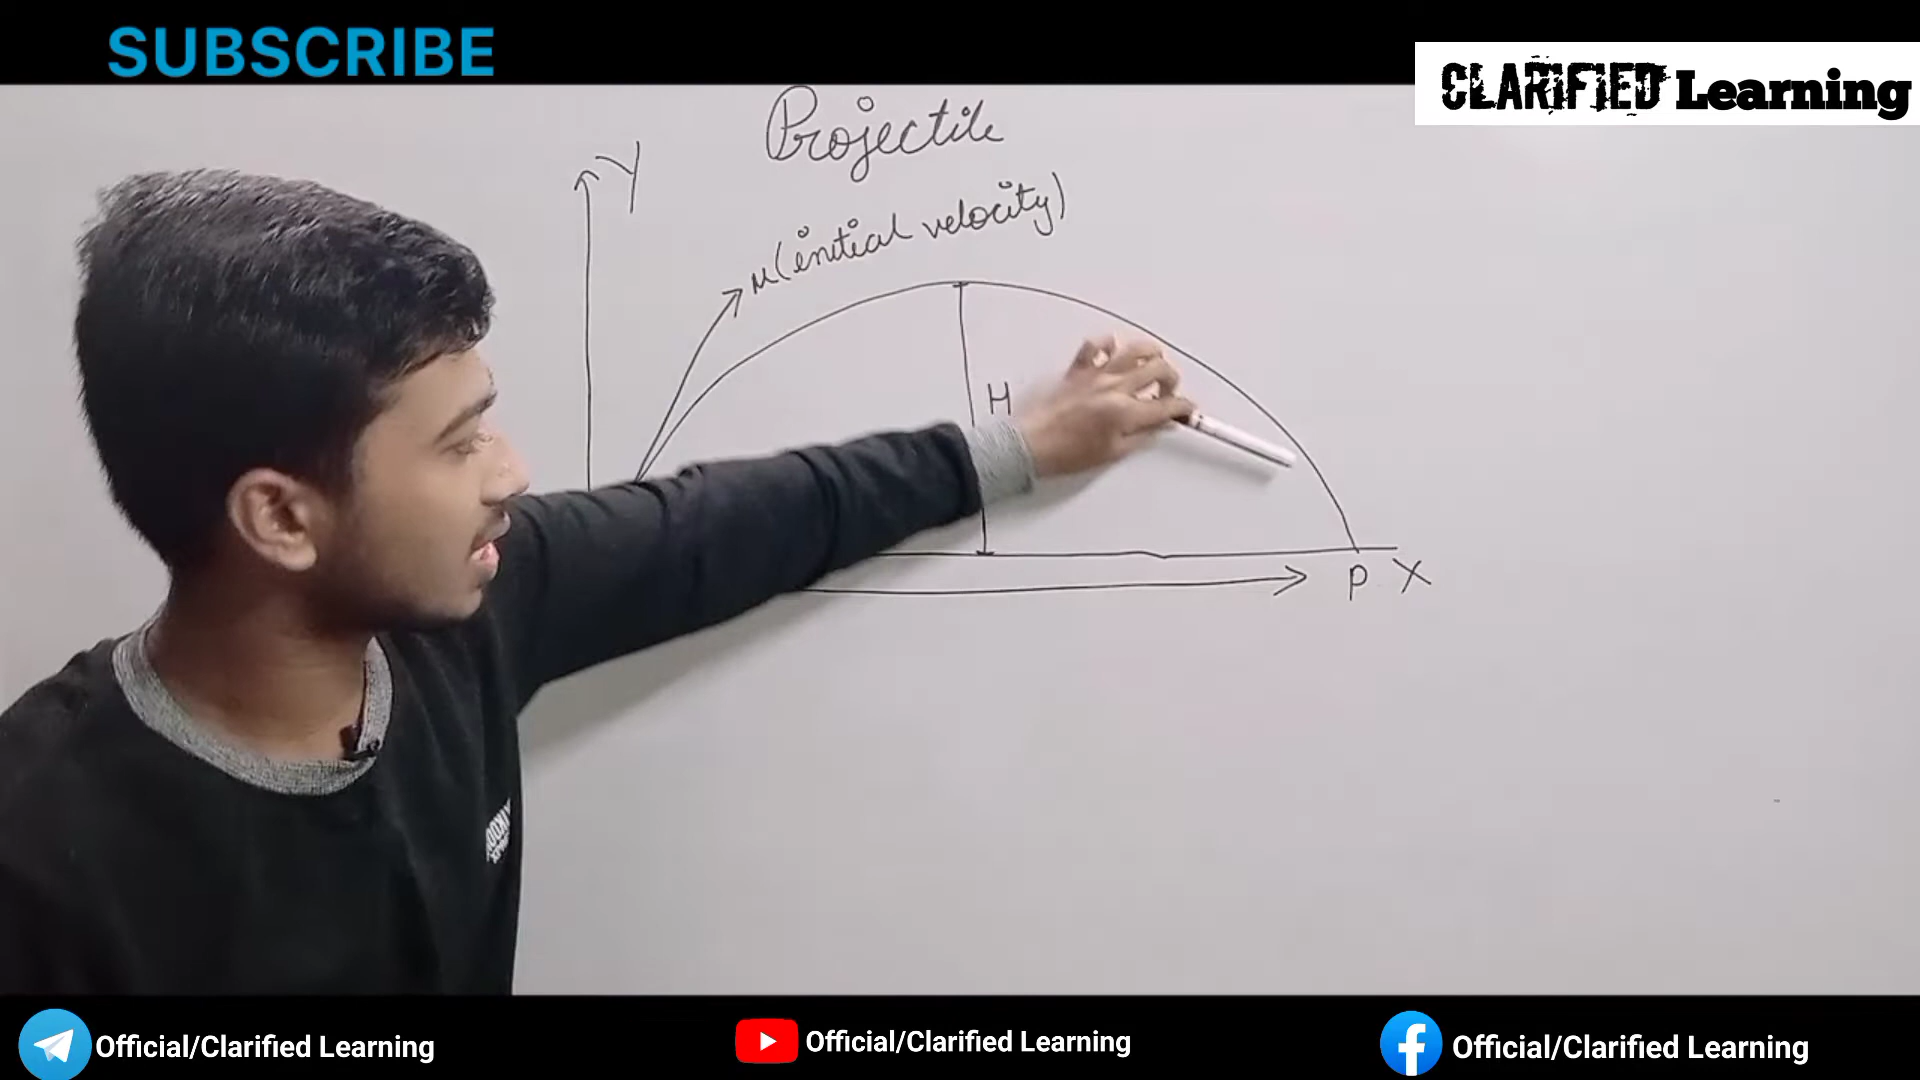 SUBSCRIBE
CLARIFIED Learning
Projectile
Y
u (initial velocity)
H
P X
Official/Clarified Learning
Official/Clarified Learning
Official/Clarified Learning